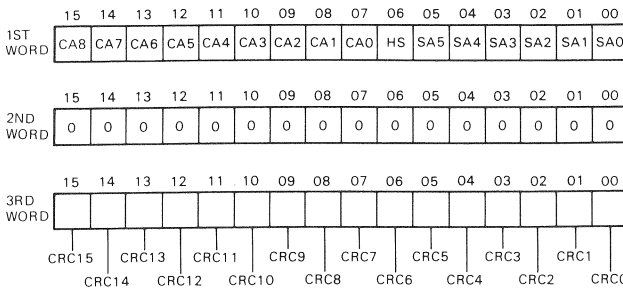 15 14 13 12 11 10 09 08 07 06 05 04 03 02 01 00
1ST WORD CA8 CA7 CA6 CA5 CA4 CA3 CA2 CA1 CA0 HS SA5 SA4 SA3 SA2 SA1 SA0
15 14 13 12 11 10 09 08 07 06 05 04 03 02 01 00
2ND WORD 0 0 0 0 0 0 0 0 0 0 0 0 0 0 0 0
15 14 13 12 11 10 09 08 07 06 05 04 03 02 01 00
3RD WORD
CRC15 CRC13 CRC11 CRC9 CRC7 CRC5 CRC3 CRC1
CRC14 CRC12 CRC10 CRC8 CRC6 CRC4 CRC2 CRC0